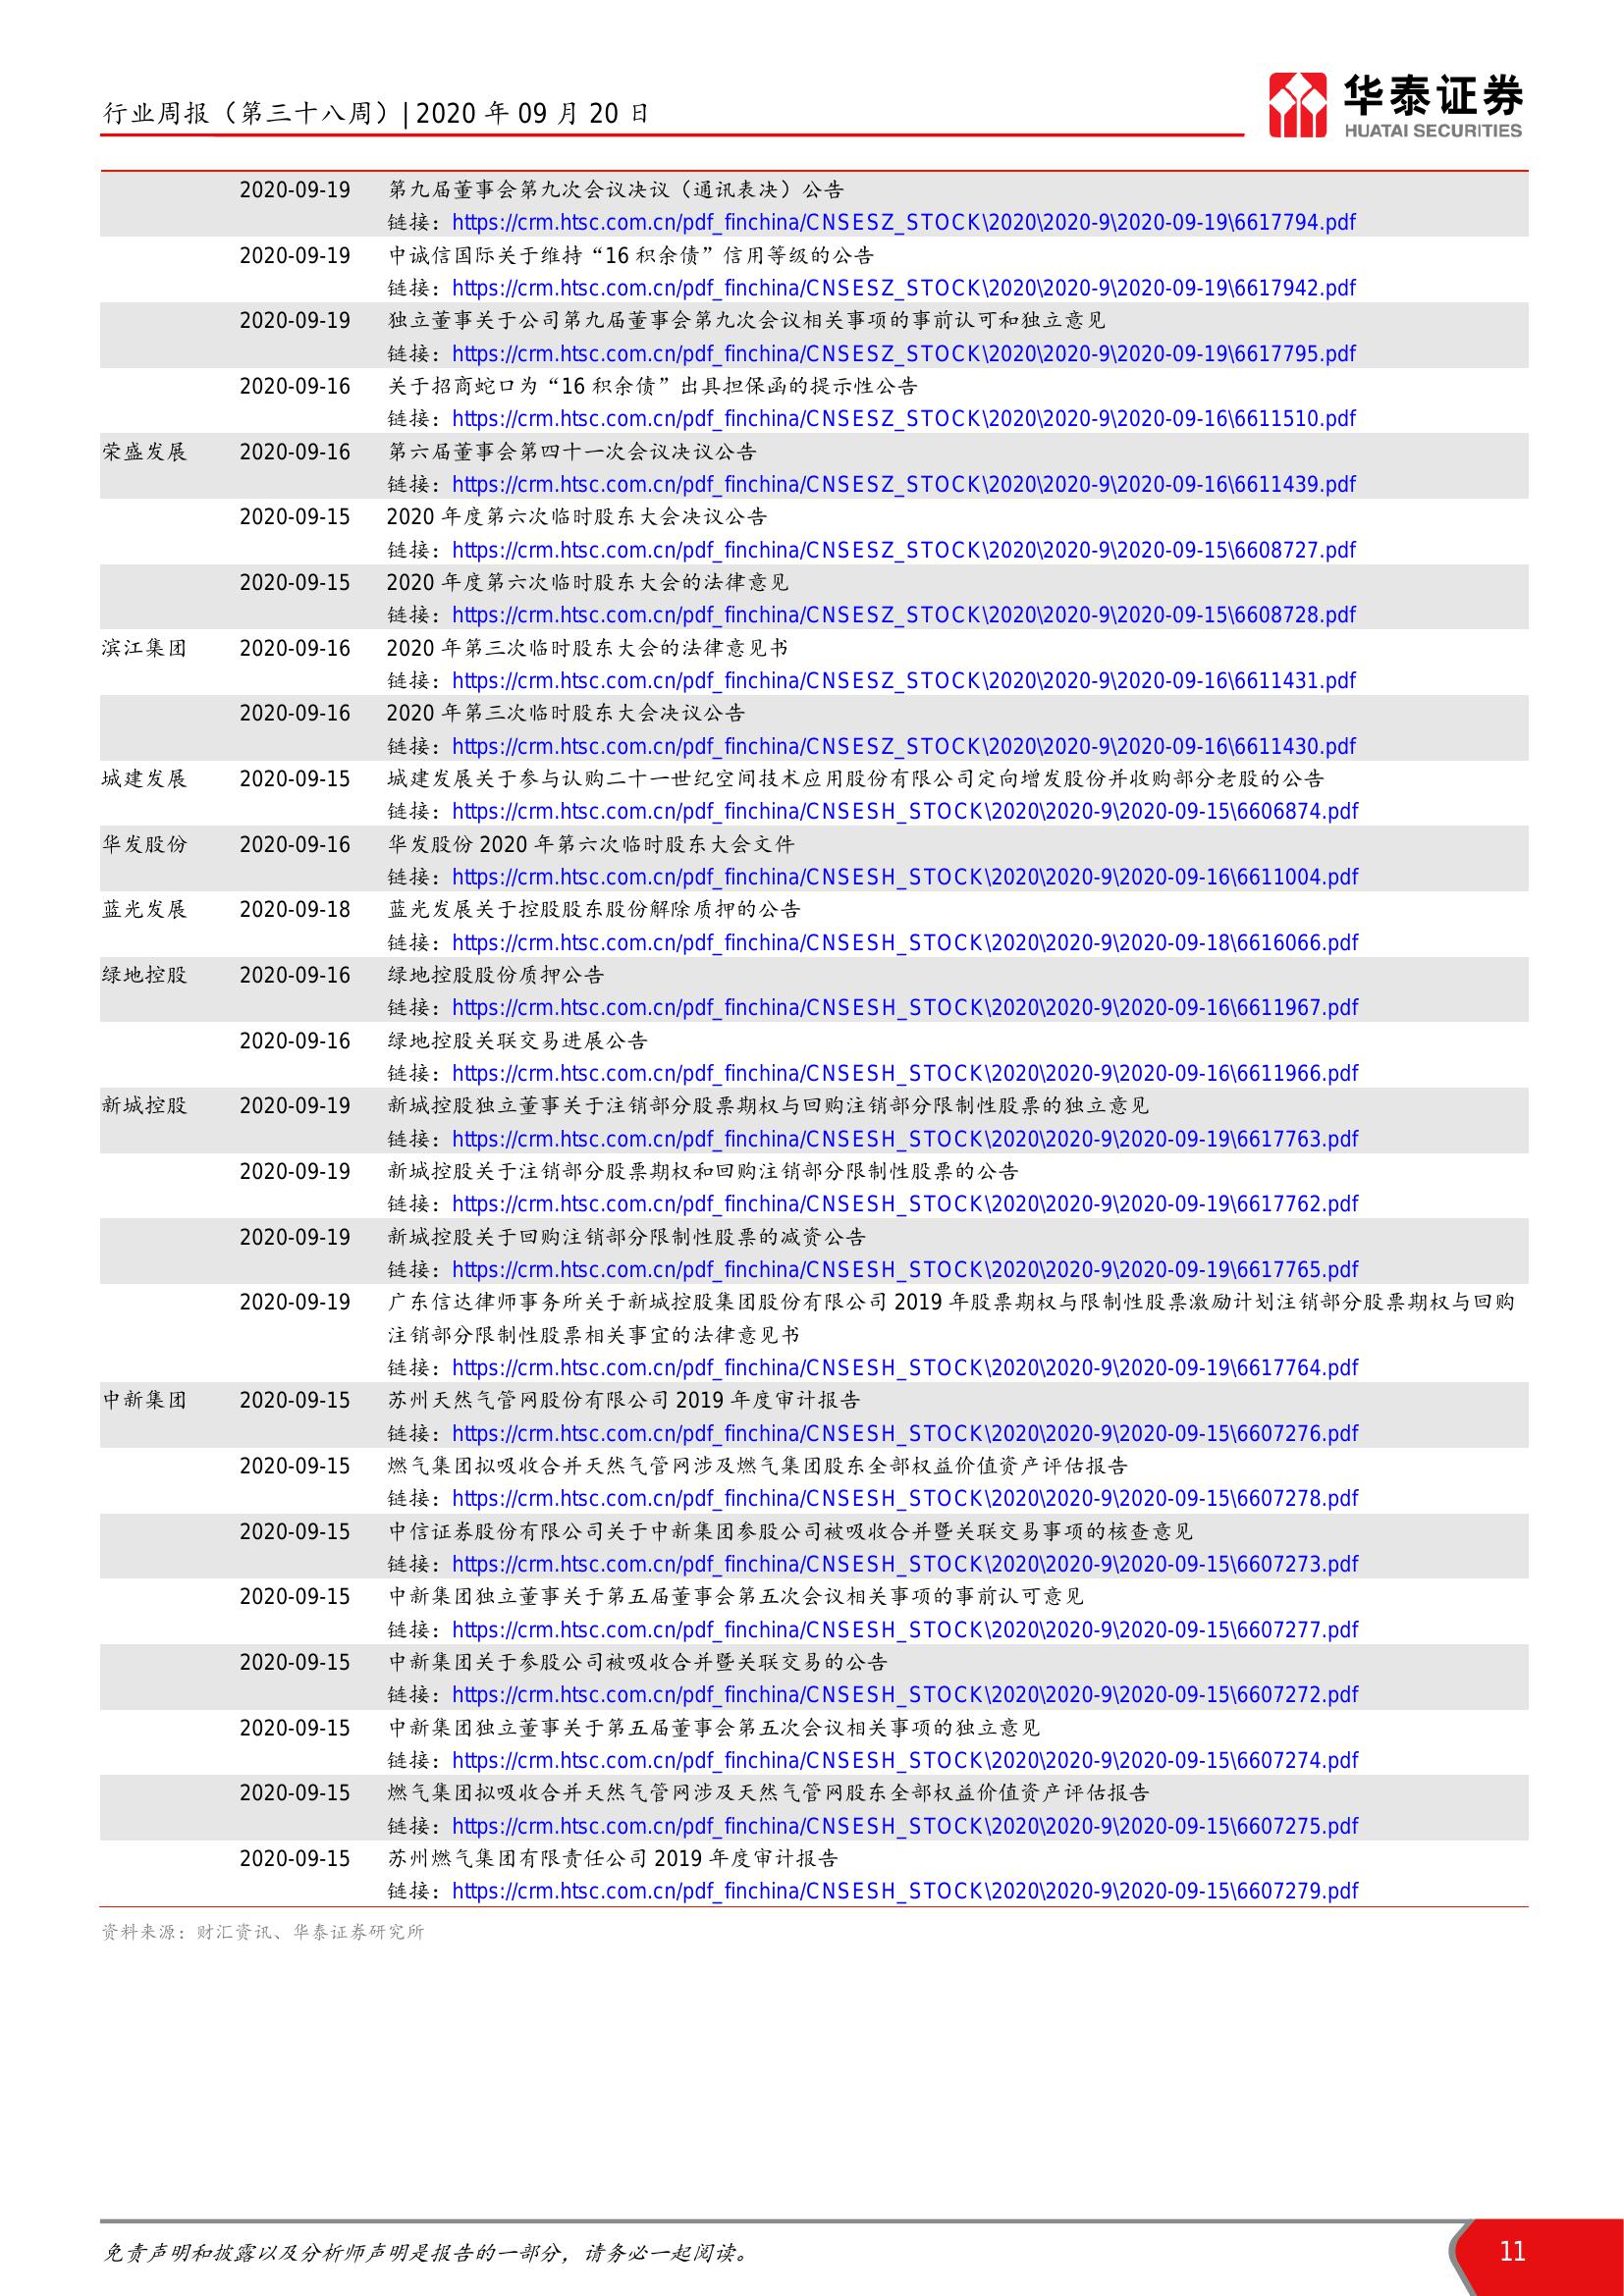 行业周报（第三十八周）| 2020 年 09 月 20 日
华泰证券
HUATAI SECURITIES
2020-09-19 第九届董事会第九次会议决议（通讯表决）公告
链接：https://crm.htsc.com.cn/pdf_finchina/CNSESZ_STOCK\2020\2020-9\2020-09-19\6617794.pdf
2020-09-19 中诚信国际关于维持“16 积余债”信用等级的公告
链接：https://crm.htsc.com.cn/pdf_finchina/CNSESZ_STOCK\2020\2020-9\2020-09-19\6617942.pdf
2020-09-19 独立董事关于公司第九届董事会第九次会议相关事项的事前认可和独立意见
链接：https://crm.htsc.com.cn/pdf_finchina/CNSESZ_STOCK\2020\2020-9\2020-09-19\6617795.pdf
2020-09-16 关于招商蛇口为“16 积余债”出具担保函的提示性公告
链接：https://crm.htsc.com.cn/pdf_finchina/CNSESZ_STOCK\2020\2020-9\2020-09-16\6611510.pdf
荣盛发展 2020-09-16 第六届董事会第四十一次会议决议公告
链接：https://crm.htsc.com.cn/pdf_finchina/CNSESZ_STOCK\2020\2020-9\2020-09-16\6611439.pdf
2020-09-15 2020 年度第六次临时股东大会决议公告
链接：https://crm.htsc.com.cn/pdf_finchina/CNSESZ_STOCK\2020\2020-9\2020-09-15\6608727.pdf
2020-09-15 2020 年度第六次临时股东大会的法律意见
链接：https://crm.htsc.com.cn/pdf_finchina/CNSESZ_STOCK\2020\2020-9\2020-09-15\6608728.pdf
滨江集团 2020-09-16 2020 年第三次临时股东大会的法律意见书
链接：https://crm.htsc.com.cn/pdf_finchina/CNSESZ_STOCK\2020\2020-9\2020-09-16\6611431.pdf
2020-09-16 2020 年第三次临时股东大会决议公告
链接：https://crm.htsc.com.cn/pdf_finchina/CNSESZ_STOCK\2020\2020-9\2020-09-16\6611430.pdf
城建发展 2020-09-15 城建发展关于参与认购二十一世纪空间技术应用股份有限公司定向增发股份并收购部分老股的公告
链接：https://crm.htsc.com.cn/pdf_finchina/CNSESH_STOCK\2020\2020-9\2020-09-15\6606874.pdf
华发股份 2020-09-16 华发股份 2020 年第六次临时股东大会文件
链接：https://crm.htsc.com.cn/pdf_finchina/CNSESH_STOCK\2020\2020-9\2020-09-16\6611004.pdf
蓝光发展 2020-09-18 蓝光发展关于控股股东股份解除质押的公告
链接：https://crm.htsc.com.cn/pdf_finchina/CNSESH_STOCK\2020\2020-9\2020-09-18\6616066.pdf
绿地控股 2020-09-16 绿地控股股份质押公告
链接：https://crm.htsc.com.cn/pdf_finchina/CNSESH_STOCK\2020\2020-9\2020-09-16\6611967.pdf
2020-09-16 绿地控股关联交易进展公告
链接：https://crm.htsc.com.cn/pdf_finchina/CNSESH_STOCK\2020\2020-9\2020-09-16\6611966.pdf
新城控股 2020-09-19 新城控股独立董事关于注销部分股票期权与回购注销部分限制性股票的独立意见
链接：https://crm.htsc.com.cn/pdf_finchina/CNSESH_STOCK\2020\2020-9\2020-09-19\6617763.pdf
2020-09-19 新城控股关于注销部分股票期权和回购注销部分限制性股票的公告
链接：https://crm.htsc.com.cn/pdf_finchina/CNSESH_STOCK\2020\2020-9\2020-09-19\6617762.pdf
2020-09-19 新城控股关于回购注销部分限制性股票的减资公告
链接：https://crm.htsc.com.cn/pdf_finchina/CNSESH_STOCK\2020\2020-9\2020-09-19\6617765.pdf
2020-09-19 广东信达律师事务所关于新城控股集团股份有限公司 2019 年股票期权与限制性股票激励计划注销部分股票期权与回购
注销部分限制性股票相关事宜的法律意见书
链接：https://crm.htsc.com.cn/pdf_finchina/CNSESH_STOCK\2020\2020-9\2020-09-19\6617764.pdf
中新集团 2020-09-15 苏州天然气管网股份有限公司 2019 年度审计报告
链接：https://crm.htsc.com.cn/pdf_finchina/CNSESH_STOCK\2020\2020-9\2020-09-15\6607276.pdf
2020-09-15 燃气集团拟吸收合并天然气管网涉及燃气集团股东全部权益价值资产评估报告
链接：https://crm.htsc.com.cn/pdf_finchina/CNSESH_STOCK\2020\2020-9\2020-09-15\6607278.pdf
2020-09-15 中信证券股份有限公司关于中新集团参股公司被吸收合并暨关联交易事项的核查意见
链接：https://crm.htsc.com.cn/pdf_finchina/CNSESH_STOCK\2020\2020-9\2020-09-15\6607273.pdf
2020-09-15 中新集团独立董事关于第五届董事会第五次会议相关事项的事前认可意见
链接：https://crm.htsc.com.cn/pdf_finchina/CNSESH_STOCK\2020\2020-9\2020-09-15\6607277.pdf
2020-09-15 中新集团关于参股公司被吸收合并暨关联交易的公告
链接：https://crm.htsc.com.cn/pdf_finchina/CNSESH_STOCK\2020\2020-9\2020-09-15\6607272.pdf
2020-09-15 中新集团独立董事关于第五届董事会第五次会议相关事项的独立意见
链接：https://crm.htsc.com.cn/pdf_finchina/CNSESH_STOCK\2020\2020-9\2020-09-15\6607274.pdf
2020-09-15 燃气集团拟吸收合并天然气管网涉及天然气管网股东全部权益价值资产评估报告
链接：https://crm.htsc.com.cn/pdf_finchina/CNSESH_STOCK\2020\2020-9\2020-09-15\6607275.pdf
2020-09-15 苏州燃气集团有限责任公司 2019 年度审计报告
链接：https://crm.htsc.com.cn/pdf_finchina/CNSESH_STOCK\2020\2020-9\2020-09-15\6607279.pdf
资料来源：财汇资讯、华泰证券研究所
免责声明和披露以及分析师声明是报告的一部分，请务必一起阅读。
11